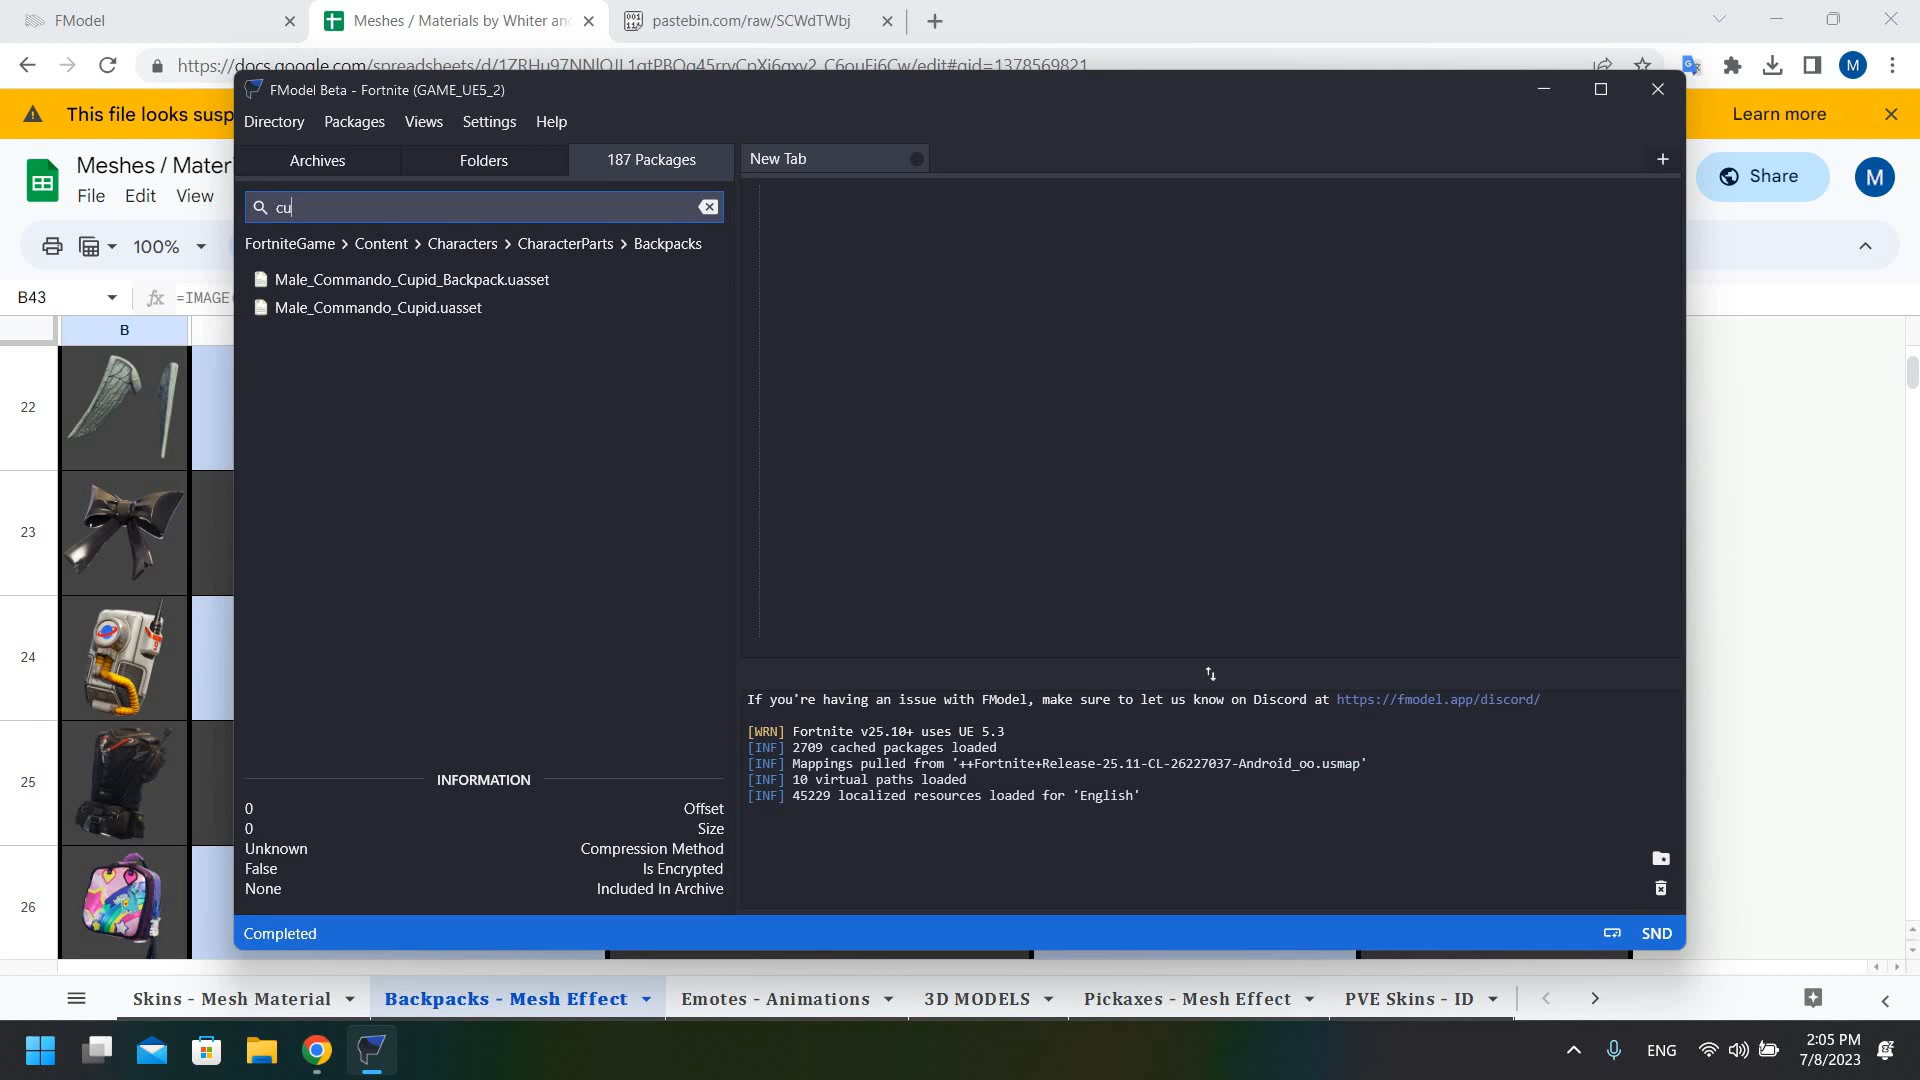 FModel
Meshes / Materials by Whiter an
pastebin.com/raw/SCWdTWbj
M
This file looks susp
Learn more
FModel Beta - Fortnite (GAME_UE5_2)
Directory Packages Views Settings Help
Archives Folders 187 Packages
New Tab
cu
FortniteGame > Content > Characters > CharacterParts > Backpacks
Male_Commando_Cupid_Backpack.uasset
Male_Commando_Cupid.uasset
Meshes / Materi
File Edit View
Share
M
100%
B43
fx =IMAGE
B
22
23
24
25
26
INFORMATION
0 Offset
0 Size
Unknown Compression Method
False Is Encrypted
None Included In Archive
If you're having an issue with FModel, make sure to let us know on Discord at https://fmodel.app/discord/
[WRN] Fortnite v25.10+ uses UE 5.3
[INF] 2709 cached packages loaded
[INF] Mappings pulled from '++Fortnite+Release-25.11-CL-26227037-Android_oo.usmap'
[INF] 10 virtual paths loaded
[INF] 45229 localized resources loaded for 'English'
Completed
SND
Skins - Mesh Material
Backpacks - Mesh Effect
Emotes - Animations
3D MODELS
Pickaxes - Mesh Effect
PVE Skins - ID
ENG
2:05 PM
7/8/2023